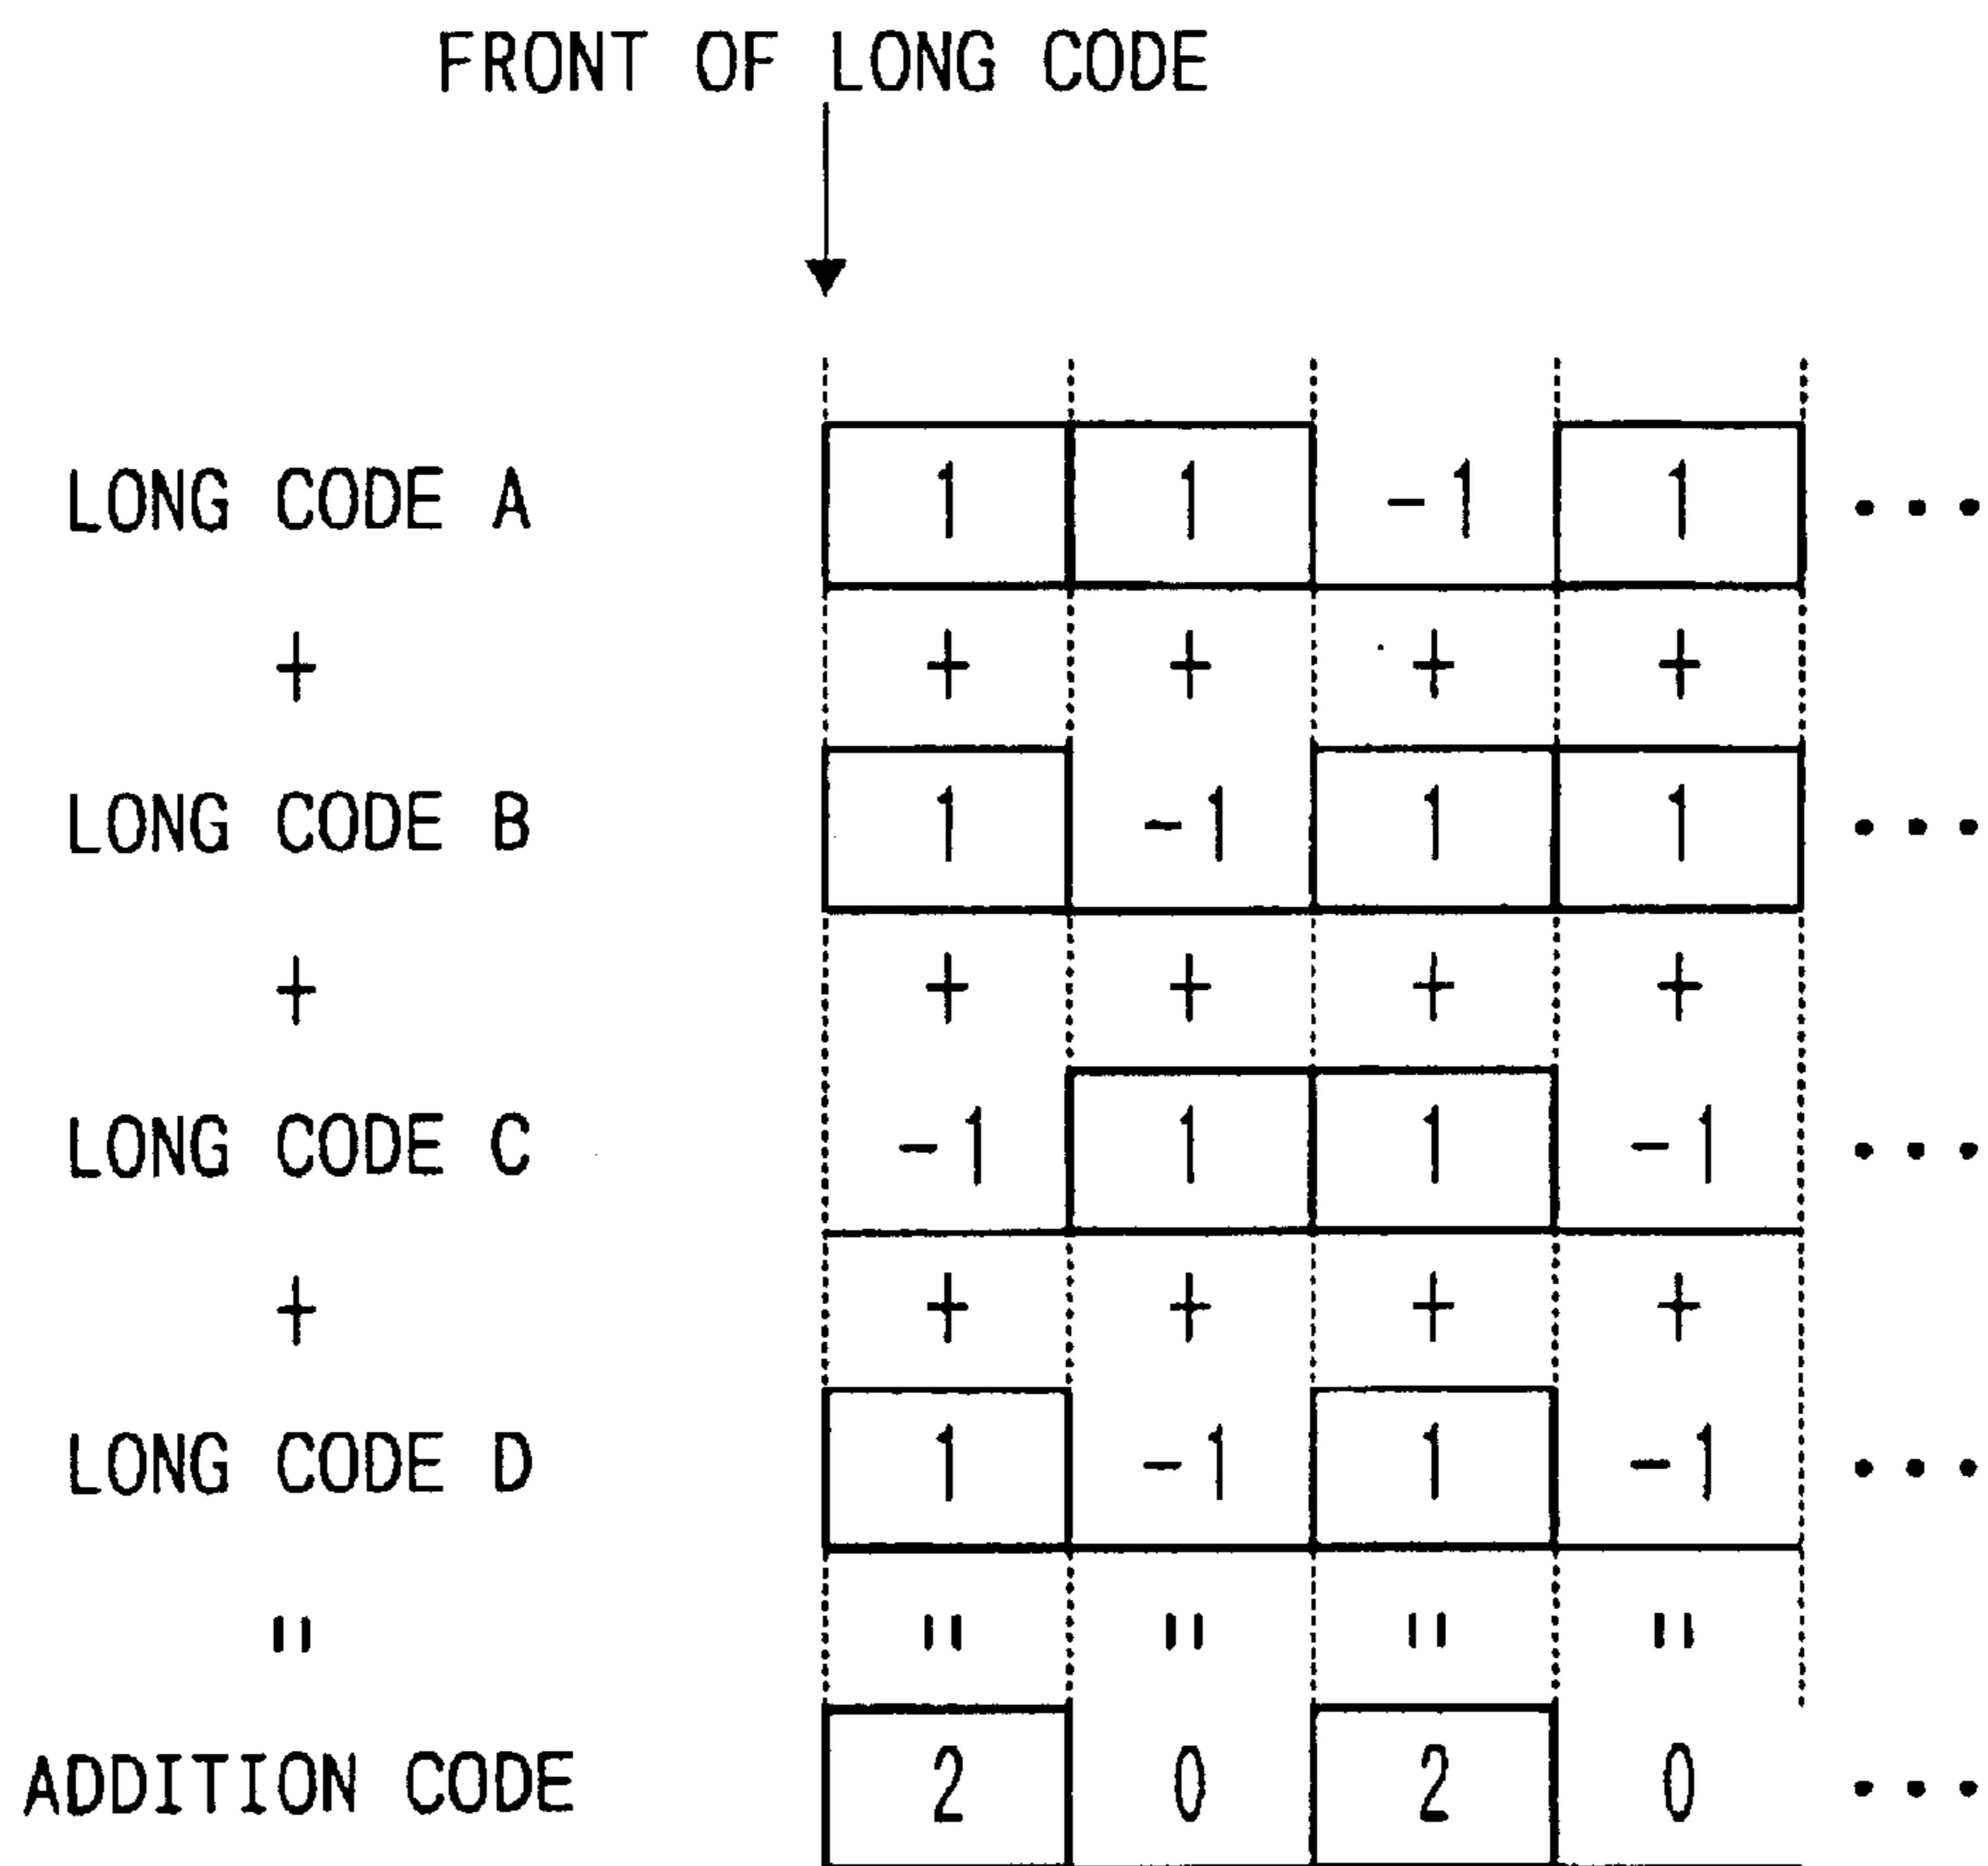 FRONT OF LONG CODE
LONG CODE A 1 1 -1 1 •••
+ + + + +
LONG CODE B 1 -1 1 1 •••
+ + + + +
LONG CODE C -1 1 1 -1 •••
+ + + + +
LONG CODE D 1 -1 1 -1 •••
" " " " "
ADDITION CODE 2 0 2 0 •••